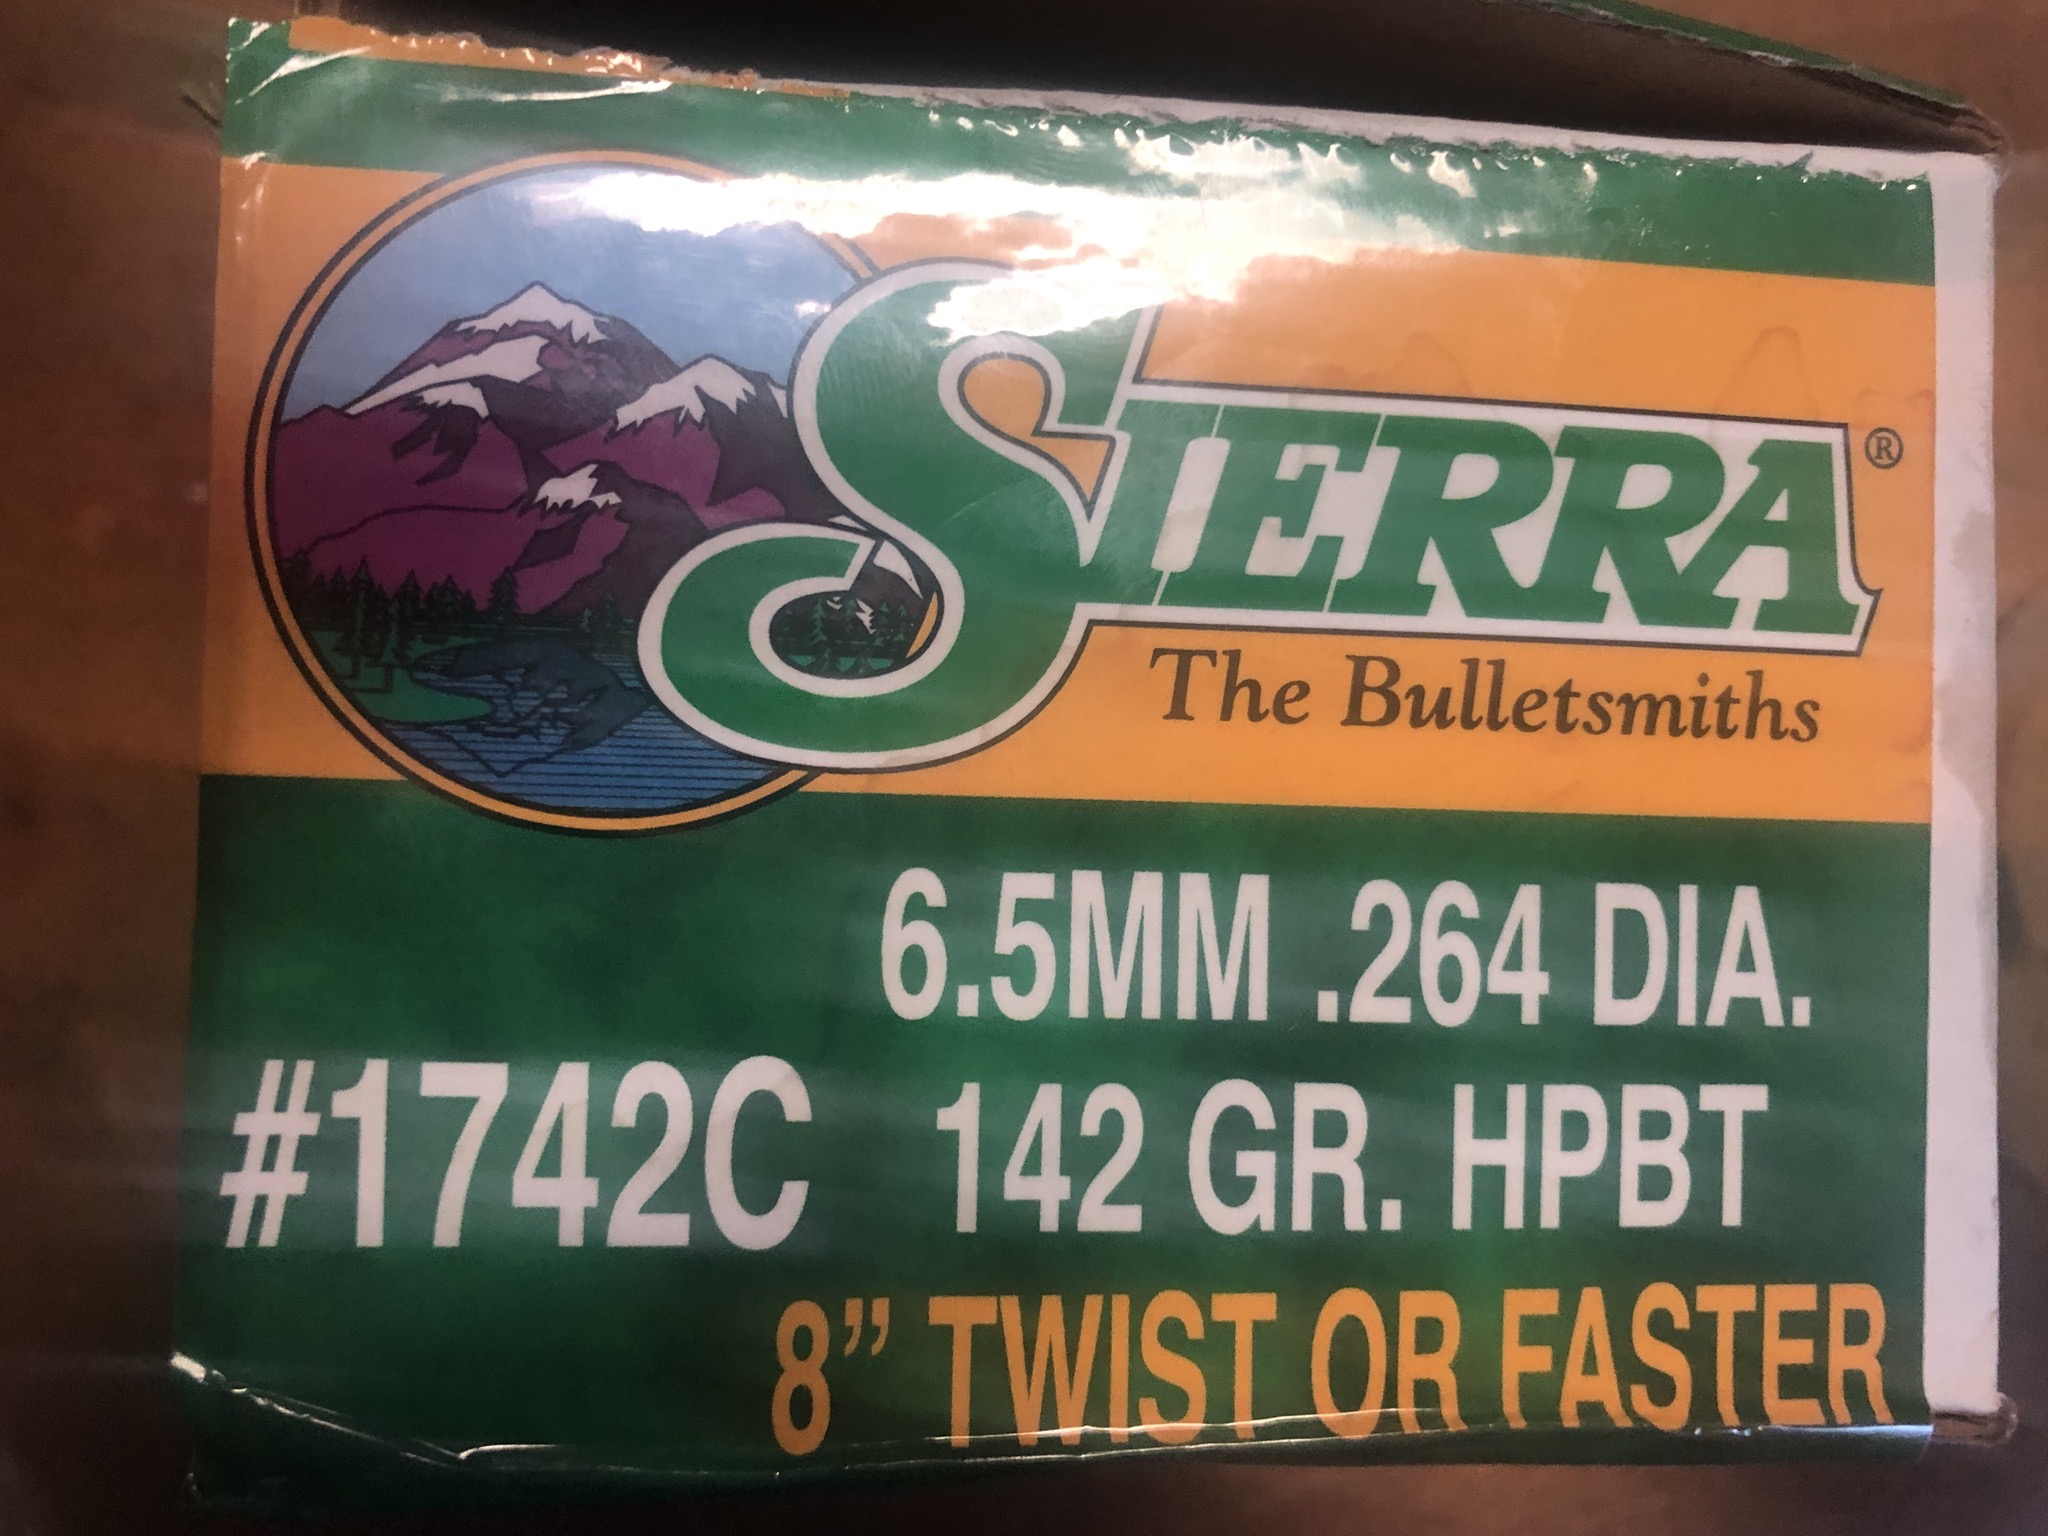 SIERRA®
The Bulletsmiths
6.5MM .264 DIA.
#1742C 142 GR. HPBT
8” TWIST OR FASTER